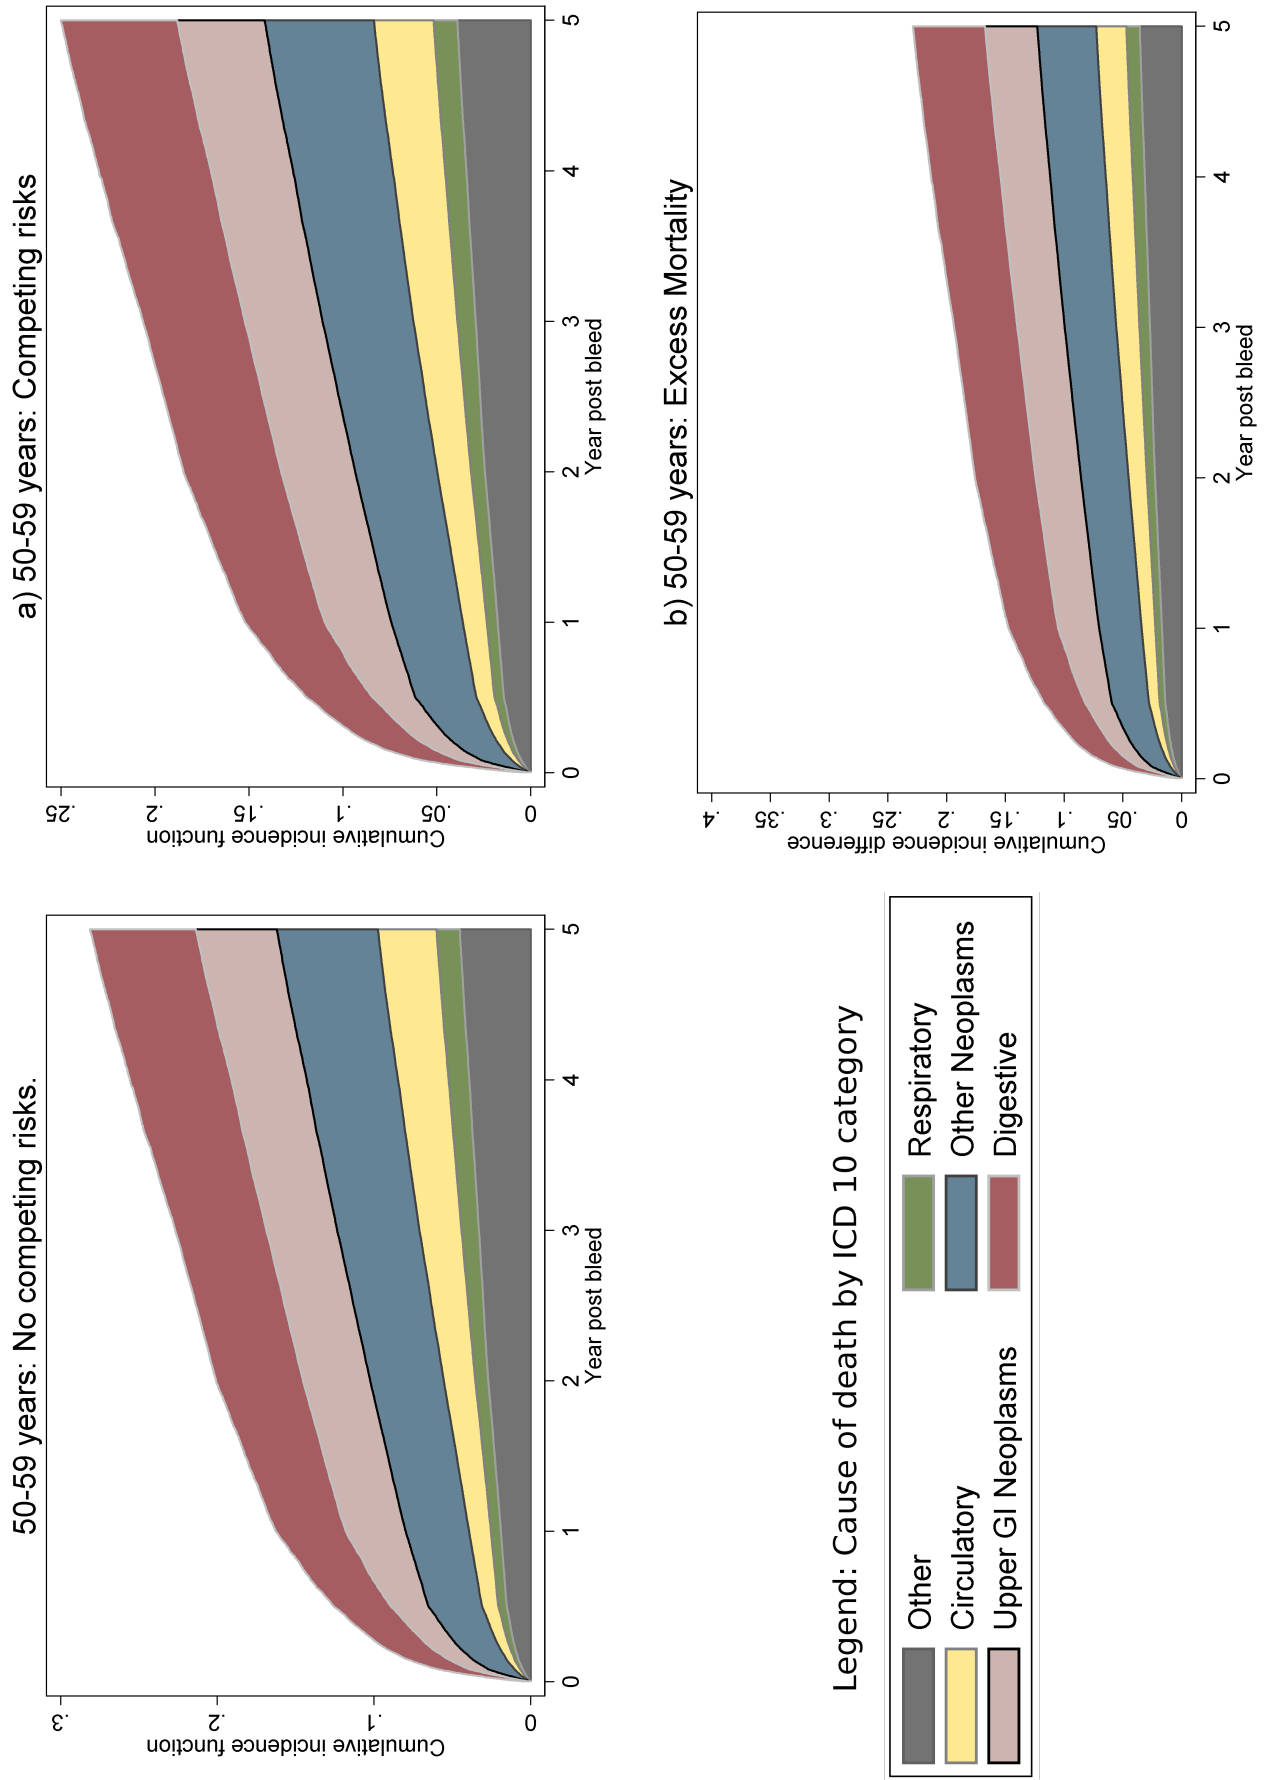 50-59 years: No competing risks.
Cumulative incidence function
0 .1 .2 .3
0 1 2 3 4 5
Year post bleed
a) 50-59 years: Competing risks
Cumulative incidence function
0 .05 .1 .15 .2 .25
0 1 2 3 4 5
Year post bleed
Legend: Cause of death by ICD 10 category
Other Respiratory
Circulatory Other Neoplasms
Upper GI Neoplasms Digestive
b) 50-59 years: Excess Mortality
Cumulative incidence difference
0 .05 .1 .15 .2 .25 .3 .35 .4
0 1 2 3 4 5
Year post bleed